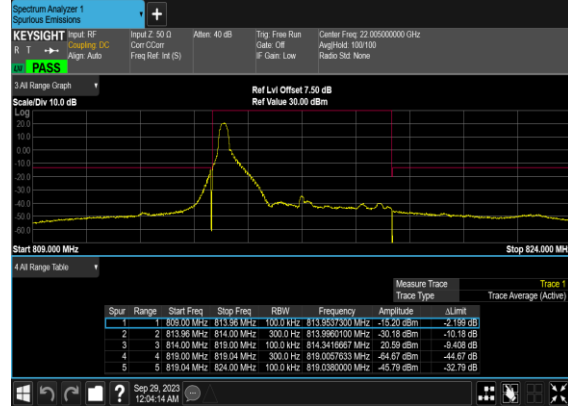 Spectrum Analyzer 1
Spurious Emissions
+
KEYSIGHT Input: RF Input Z: 50 Ω Atten: 40 dB Trig: Free Run Center Freq: 22.005000000 GHz
R T Coupling: DC Corr CCorr Gate: Off Avg|Hold: 100/100
Align: Auto Freq Ref: Int (S) IF Gain: Low Radio Std: None
PASS
3 All Range Graph Ref Lvl Offset 7.50 dB
Scale/Div 10.0 dB Ref Value 30.00 dBm
Log
20.0
10.0
0.00
-10.0
-20.0
-30.0
-40.0
-50.0
-60.0
Start 809.000 MHz Stop 824.000 MH
4 All Range Table
Measure Trace Trace 1
Trace Type Trace Average (Active)
Spur Range Start Freq Stop Freq RBW Frequency Amplitude ΔLimit
1 1 809.00 MHz 813.96 MHz 100.0 kHz 813.9537300 MHz -15.20 dBm -2.199 dB
2 2 813.96 MHz 814.00 MHz 300.0 Hz 813.9960100 MHz -30.18 dBm -10.18 dB
3 3 814.00 MHz 819.00 MHz 100.0 kHz 814.3416667 MHz 20.59 dBm -9.408 dB
4 4 819.00 MHz 819.04 MHz 300.0 Hz 819.0057633 MHz -64.67 dBm -44.67 dB
5 5 819.04 MHz 824.00 MHz 100.0 kHz 819.0380000 MHz -45.79 dBm -32.79 dB
? Sep 29, 2023
12:04:14 AM